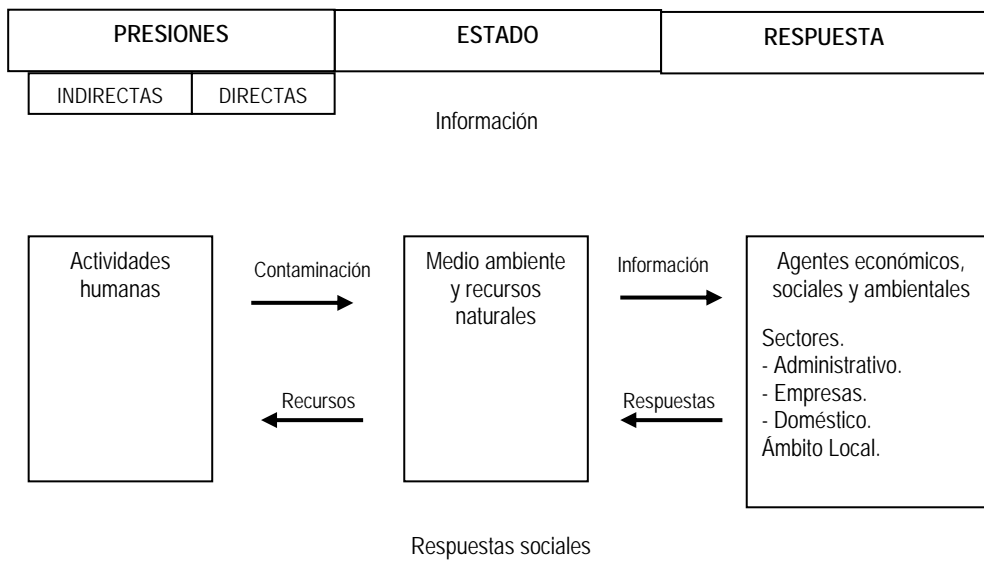 PRESIONES
ESTADO
RESPUESTA
INDIRECTAS
DIRECTAS
Información
Actividades
humanas
Contaminación
Recursos
Medio ambiente
y recursos
naturales
Información
Respuestas
Agentes económicos,
sociales y ambientales
Sectores.
- Administrativo.
- Empresas.
- Doméstico.
Ámbito Local.
Respuestas sociales